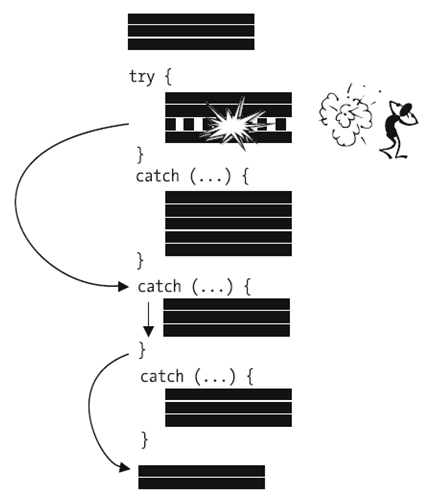 try {
}
catch (...) {
}
catch (...) {
}
catch (...) {
}